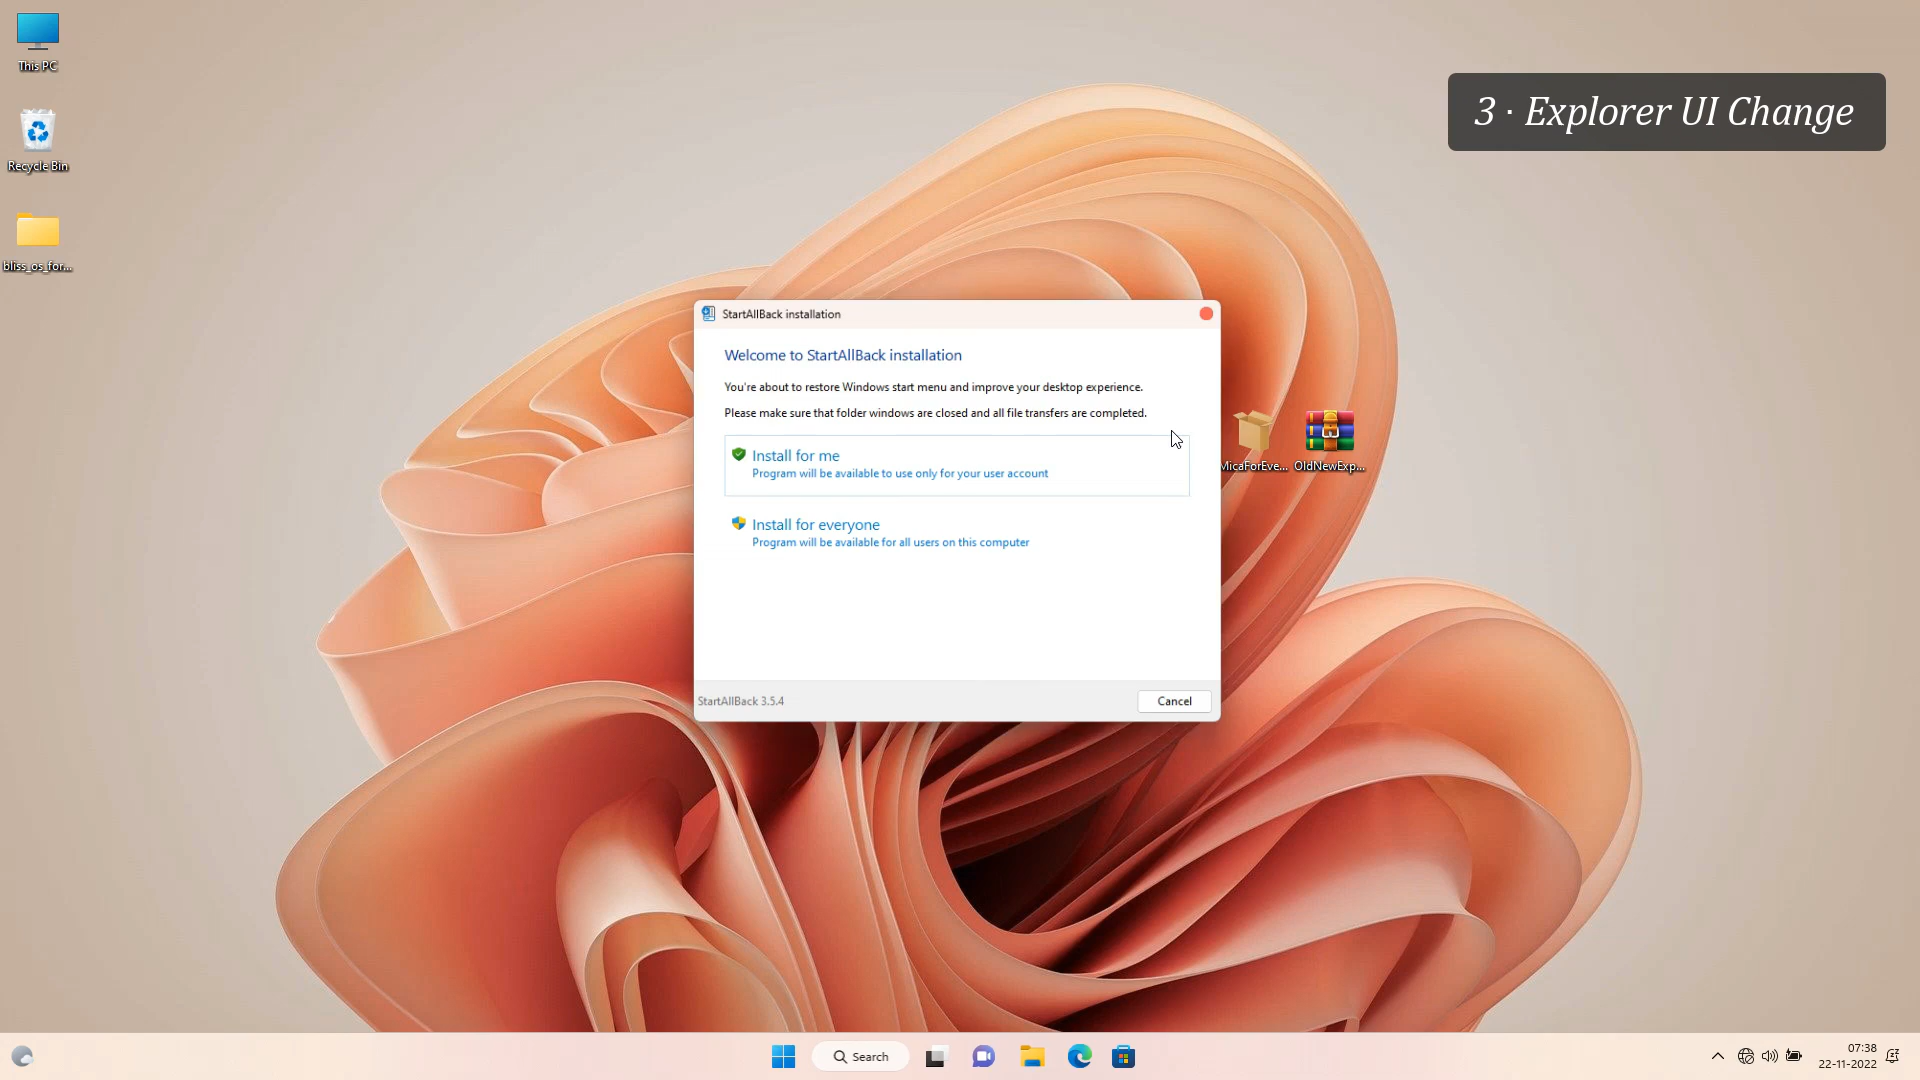 This PC
Recycle Bin
bliss_os_for...
3 · Explorer UI Change
StartAllBack installation
Welcome to StartAllBack installation
You're about to restore Windows start menu and improve your desktop experience.
Please make sure that folder windows are closed and all file transfers are completed.
Install for me
Program will be available to use only for your user account
Install for everyone
Program will be available for all users on this computer
StartAllBack 3.5.4
Cancel
MicaForEve...
OldNewExp...
Search
07:38
22-11-2022